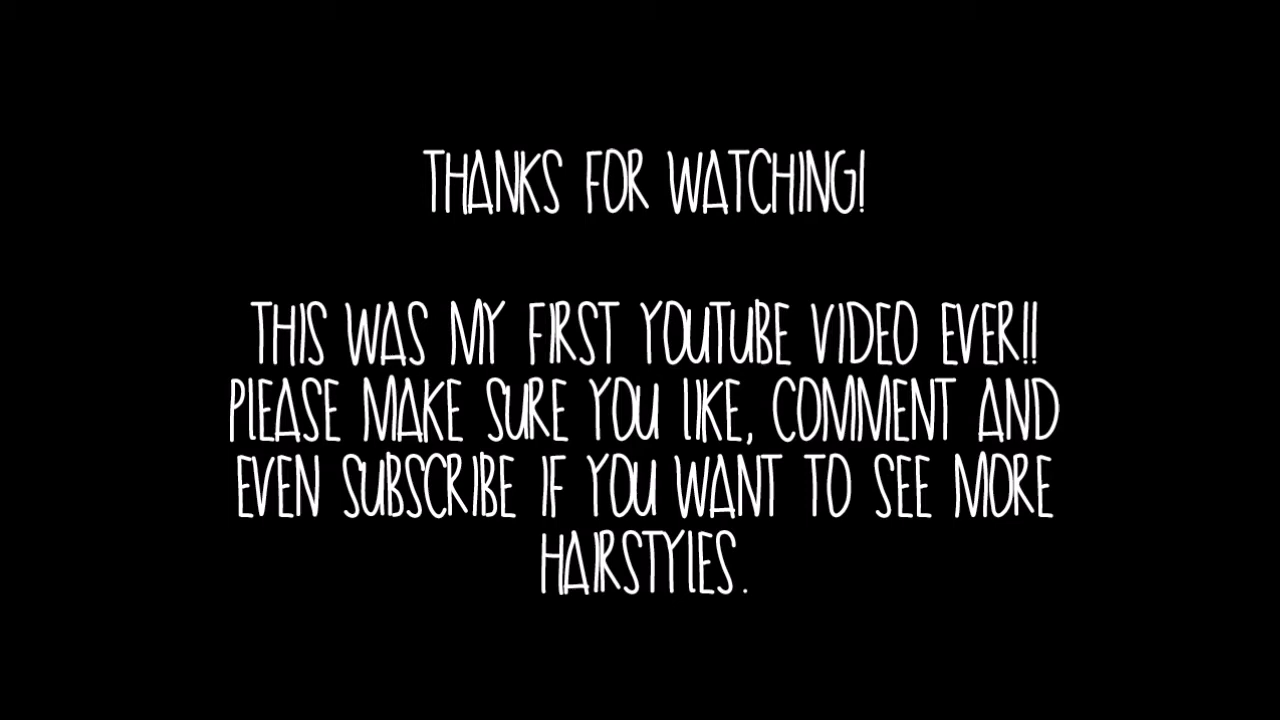 THANKS FOR WATCHING!
THIS WAS MY FIRST YOUTUBE VIDEO EVER!!
PLEASE MAKE SURE YOU LIKE, COMMENT AND
EVEN SUBSCRIBE IF YOU WANT TO SEE MORE
HAIRSTYLES.